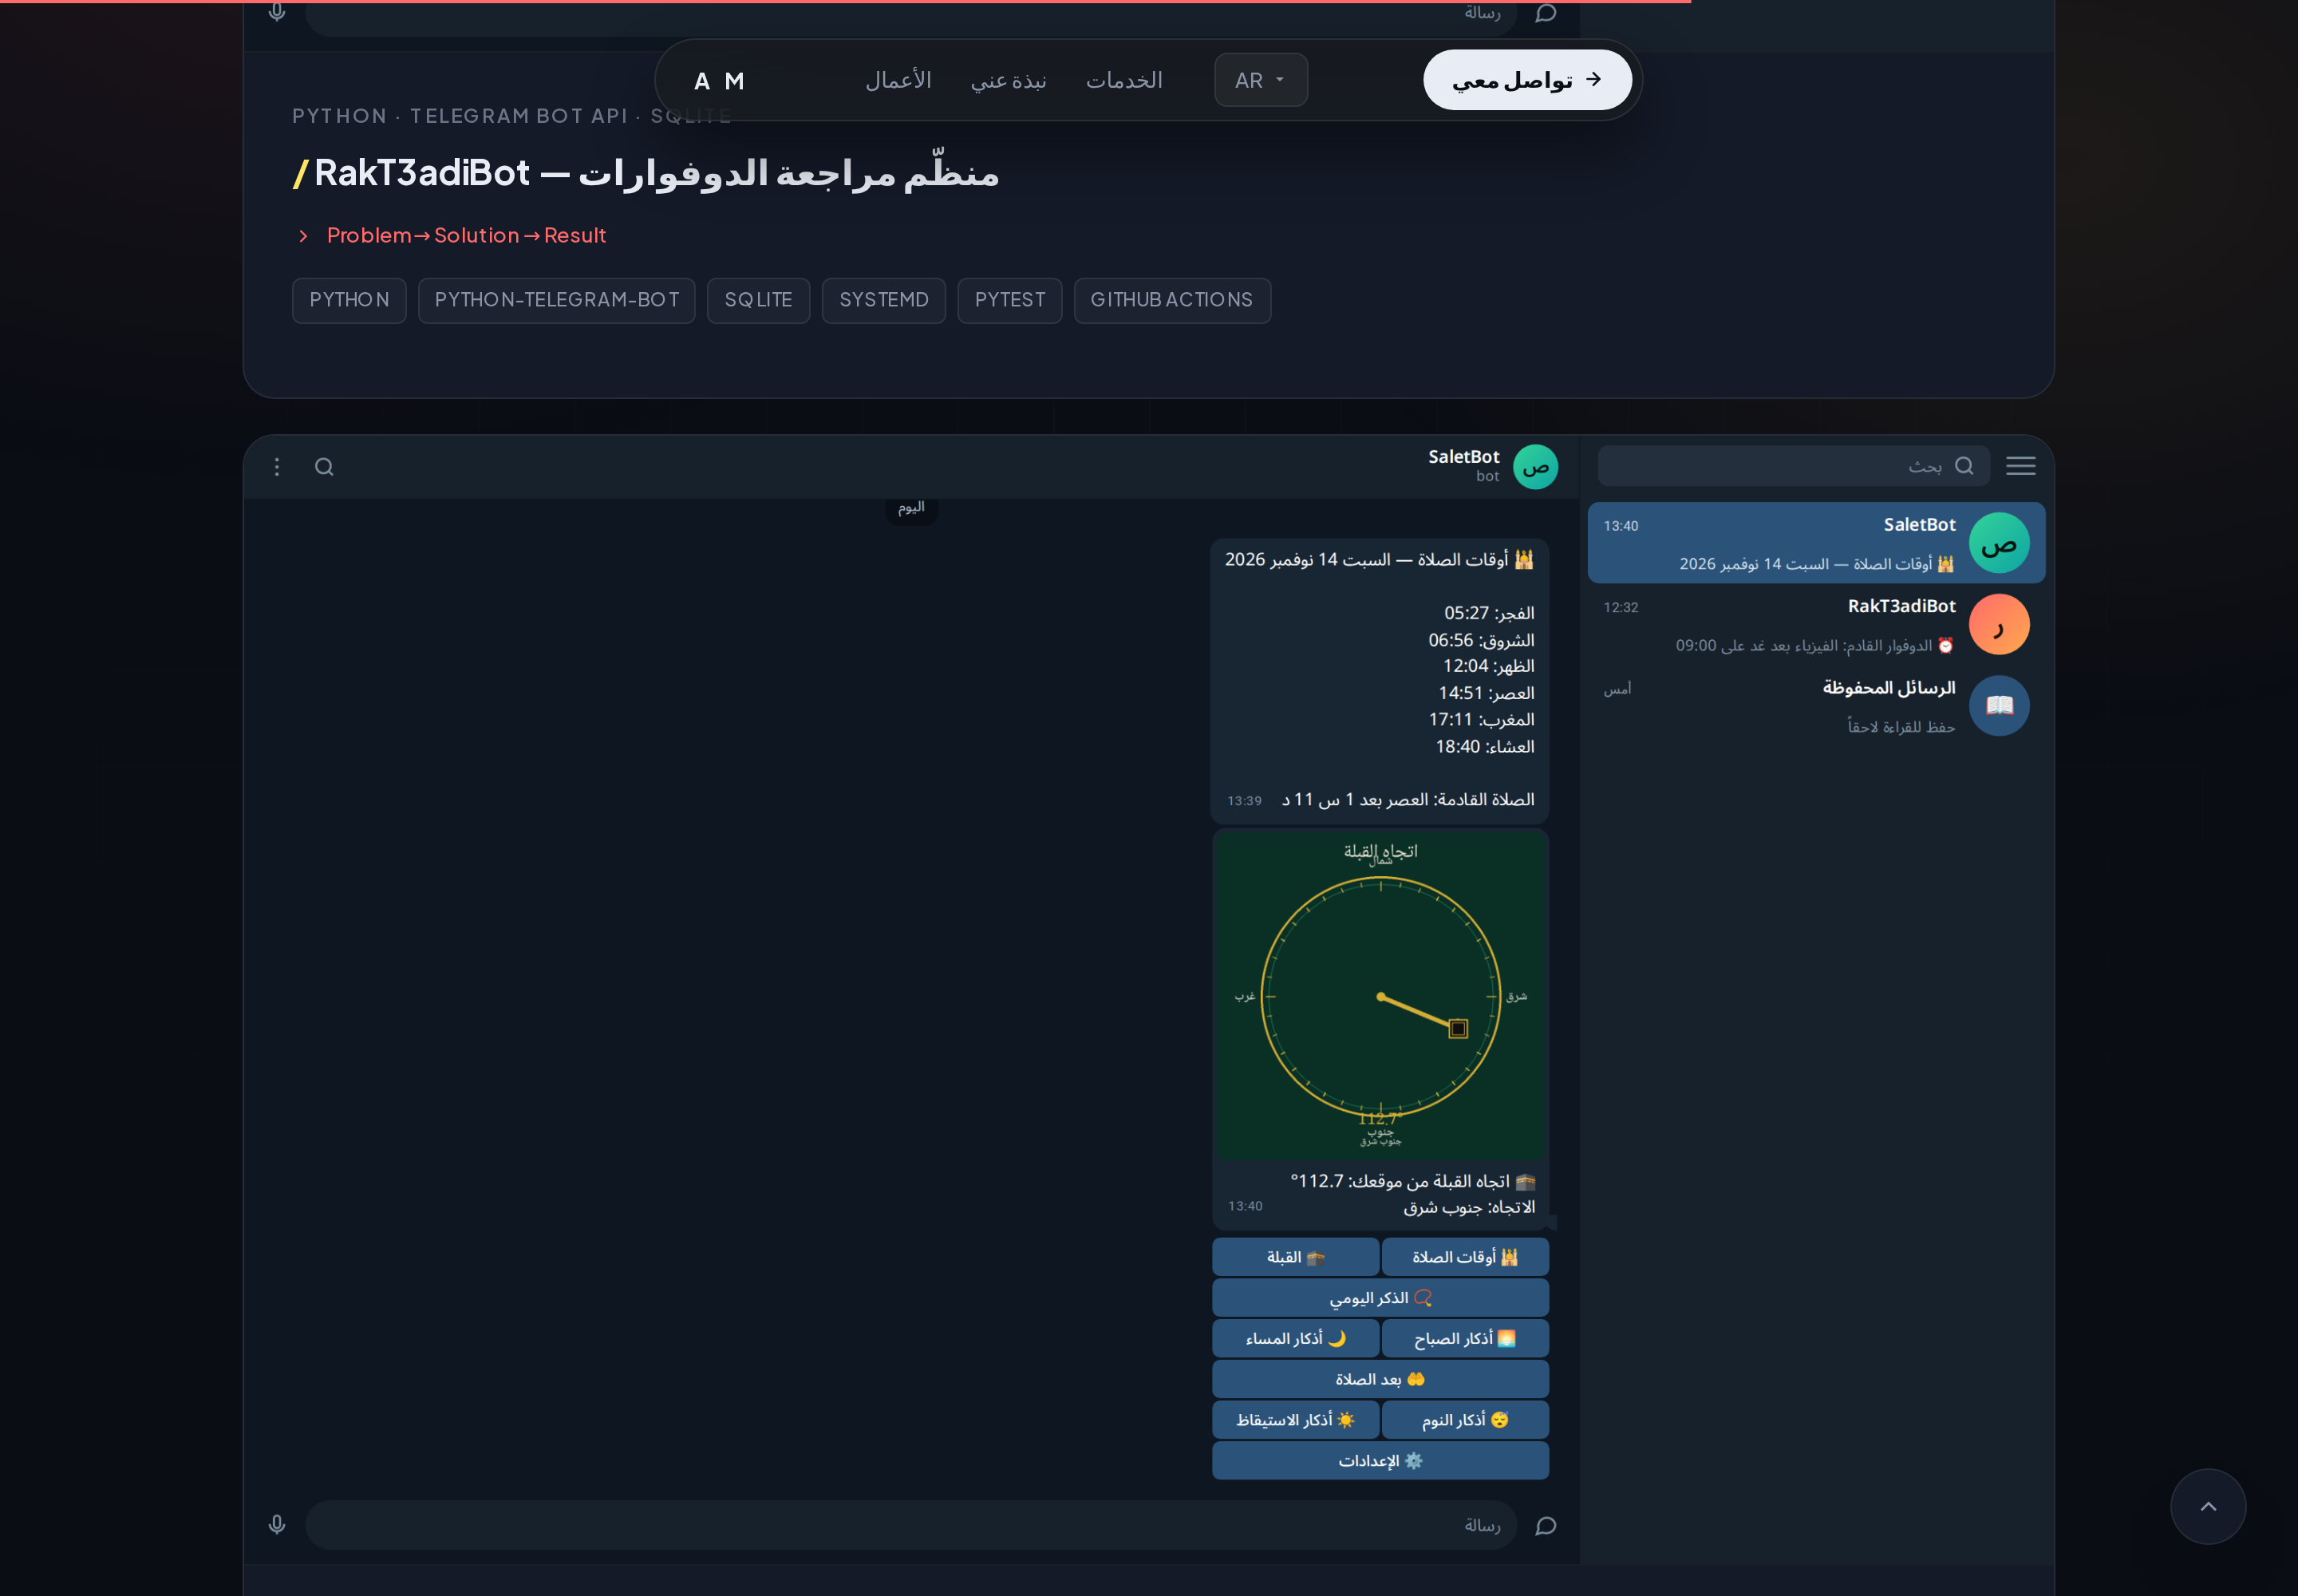 رسالة
A M
الأعمال
نبذة عني
الخدمات
AR
تواصل معي
PYTHON · TELEGRAM BOT API · SQLITE
/ RakT3adiBot — منظّم مراجعة الدوفوارات
Problem → Solution → Result
PYTHON
PYTHON-TELEGRAM-BOT
SQLITE
SYSTEMD
PYTEST
GITHUB ACTIONS
بحث
SaletBot
13:40
🕌 أوقات الصلاة — السبت 14 نوفمبر 2026
RakT3adiBot
12:32
⏰ الدوفوار القادم: الفيزياء بعد غد على 09:00
الرسائل المحفوظة
أمس
حفظ للقراءة لاحقاً
SaletBot
bot
ص
ص
ر
اليوم
🕌 أوقات الصلاة — السبت 14 نوفمبر 2026
الفجر: 05:27
الشروق: 06:56
الظهر: 12:04
العصر: 14:51
المغرب: 17:11
العشاء: 18:40
الصلاة القادمة: العصر بعد 1 س 11 د
13:39
اتجاه القبلة
شمال
غرب
شرق
112.7°
جنوب
جنوب شرق
🕋 اتجاه القبلة من موقعك: 112.7°
الاتجاه: جنوب شرق
13:40
🕌 أوقات الصلاة
🕋 القبلة
📿 الذكر اليومي
🌅 أذكار الصباح
🌙 أذكار المساء
🤲 بعد الصلاة
😴 أذكار النوم
☀️ أذكار الاستيقاظ
⚙️ الإعدادات
رسالة